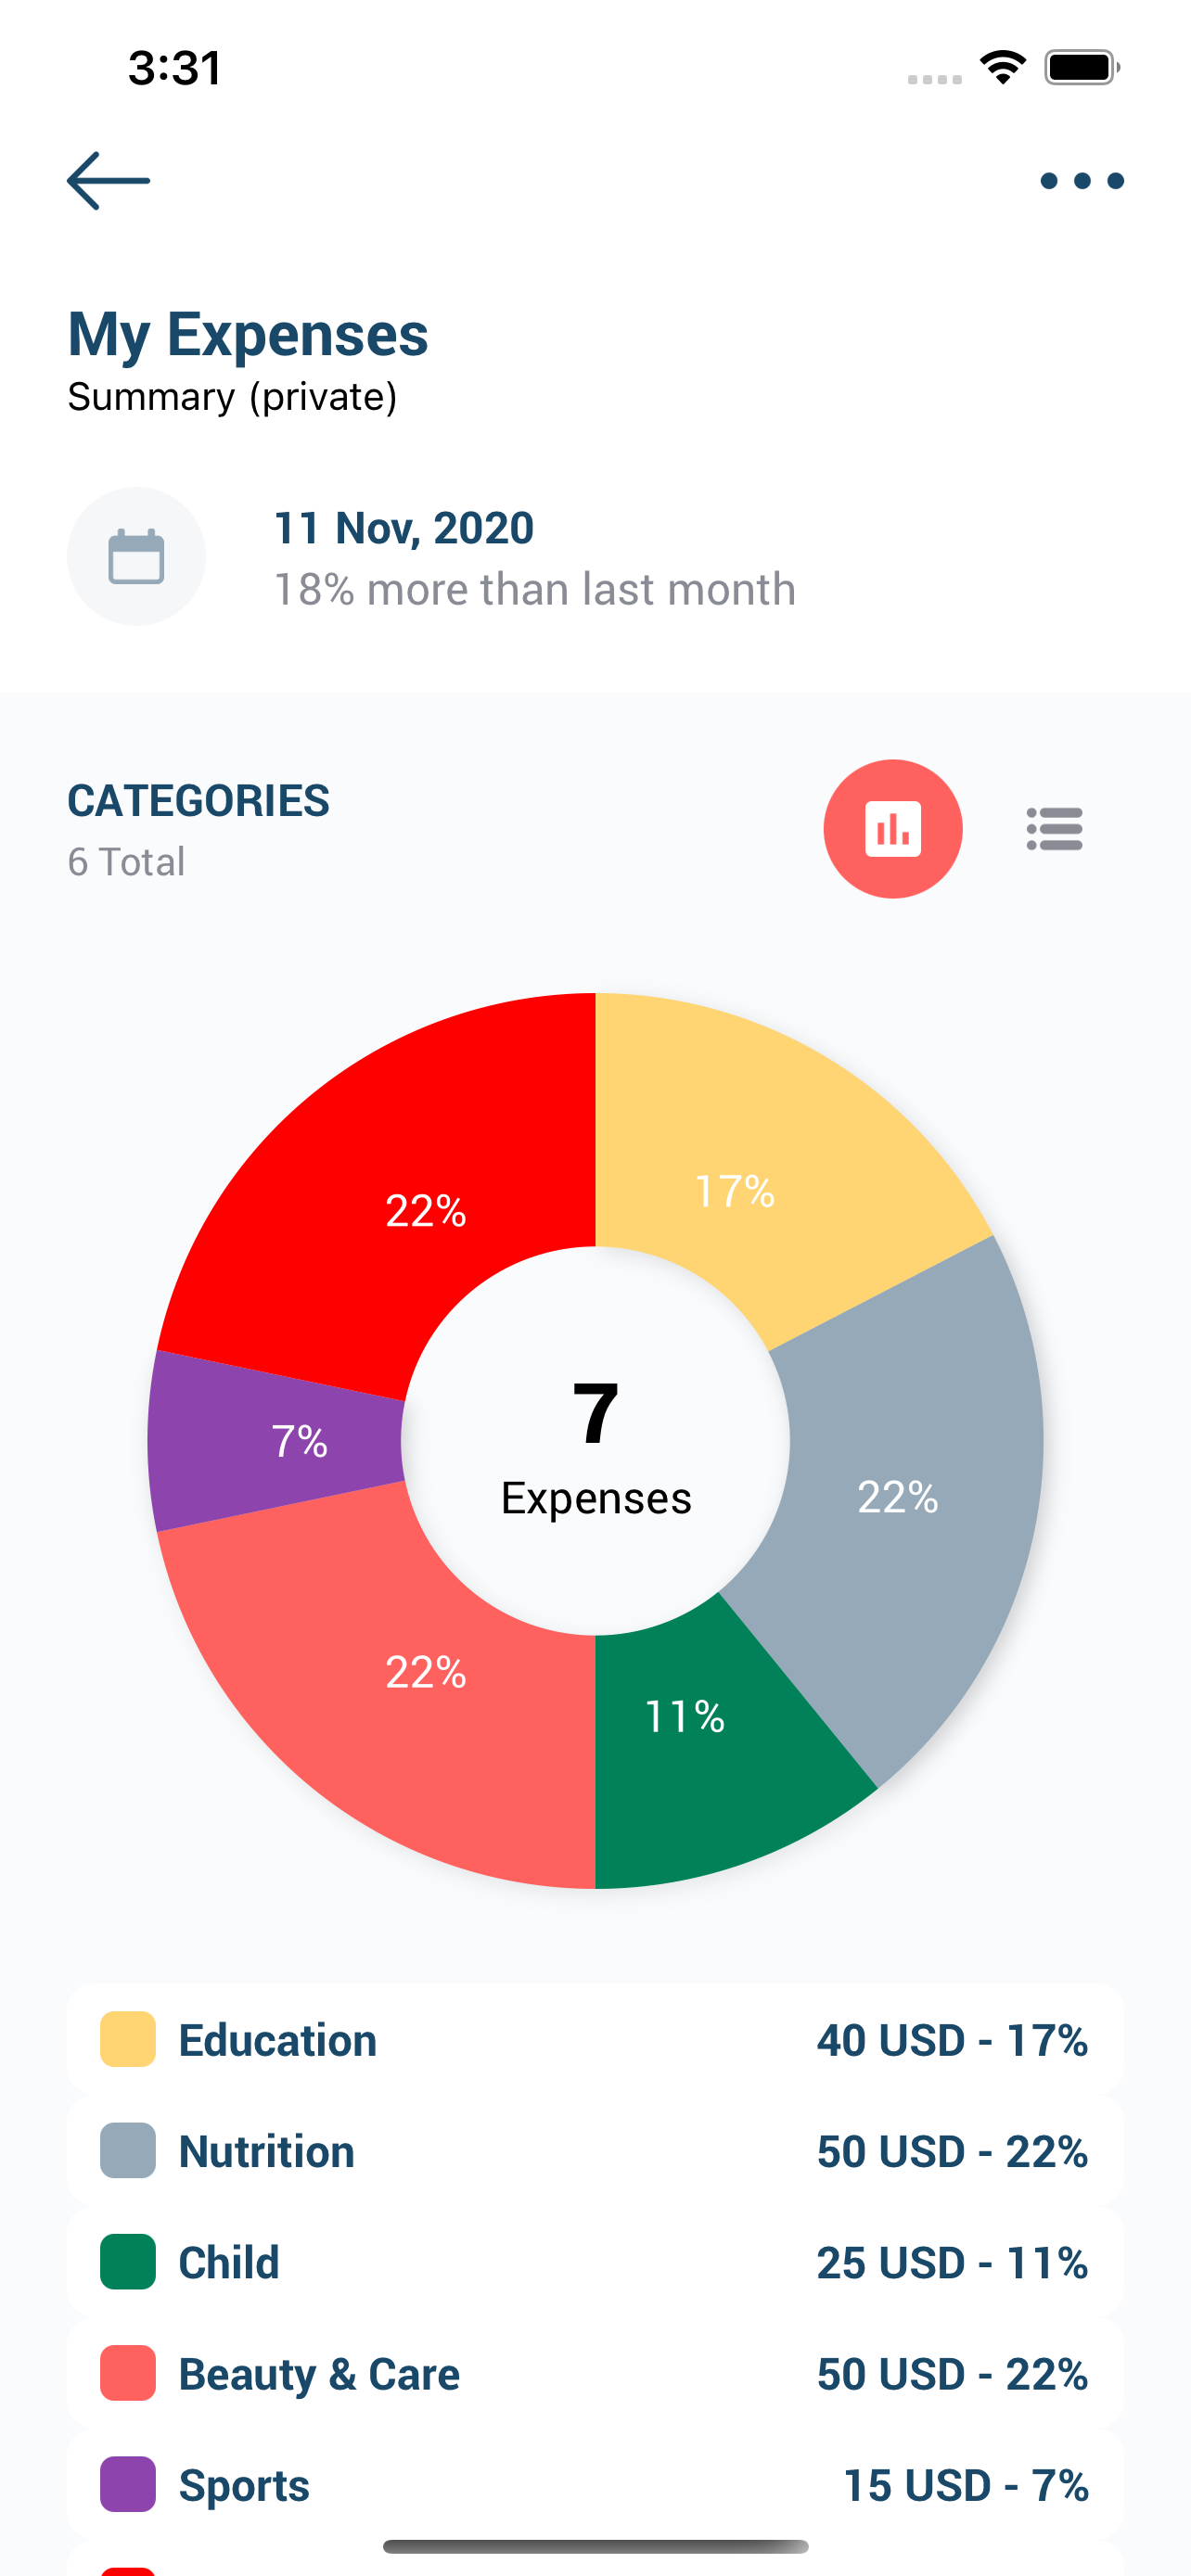 3:31
My Expenses
Summary (private)
11 Nov, 2020
18% more than last month
CATEGORIES
6 Total
17%
22%
22%
7%
7
Expenses
22%
22%
11%
Education 40 USD - 17%
Nutrition 50 USD - 22%
Child 25 USD - 11%
Beauty & Care 50 USD - 22%
Sports 15 USD - 7%